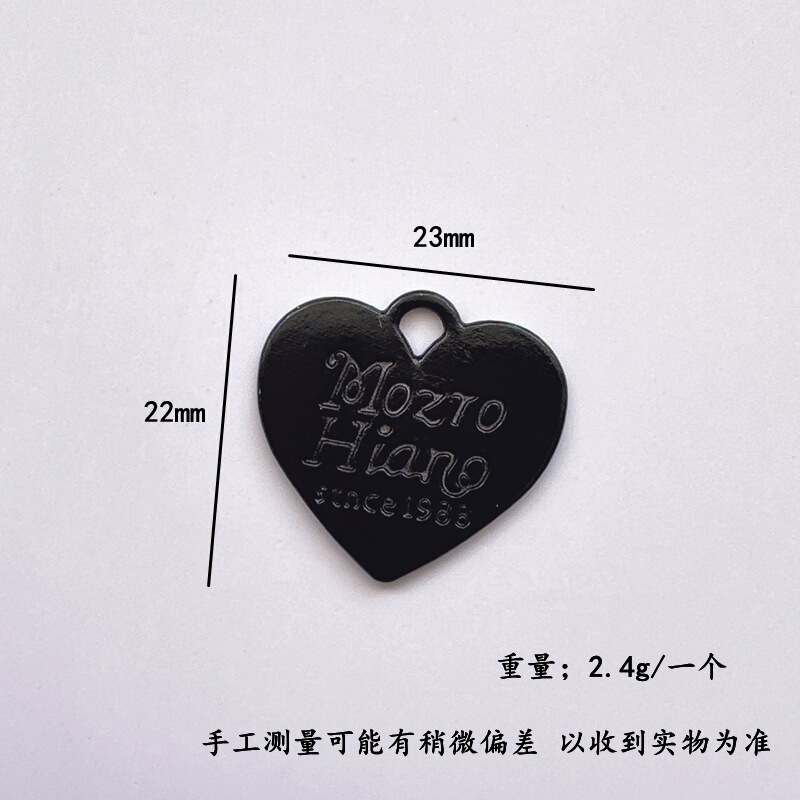 23mm
22mm
Mozro
Hiano
since1986
重量；2.4g/一个
手工测量可能有稍微偏差 以收到实物为准